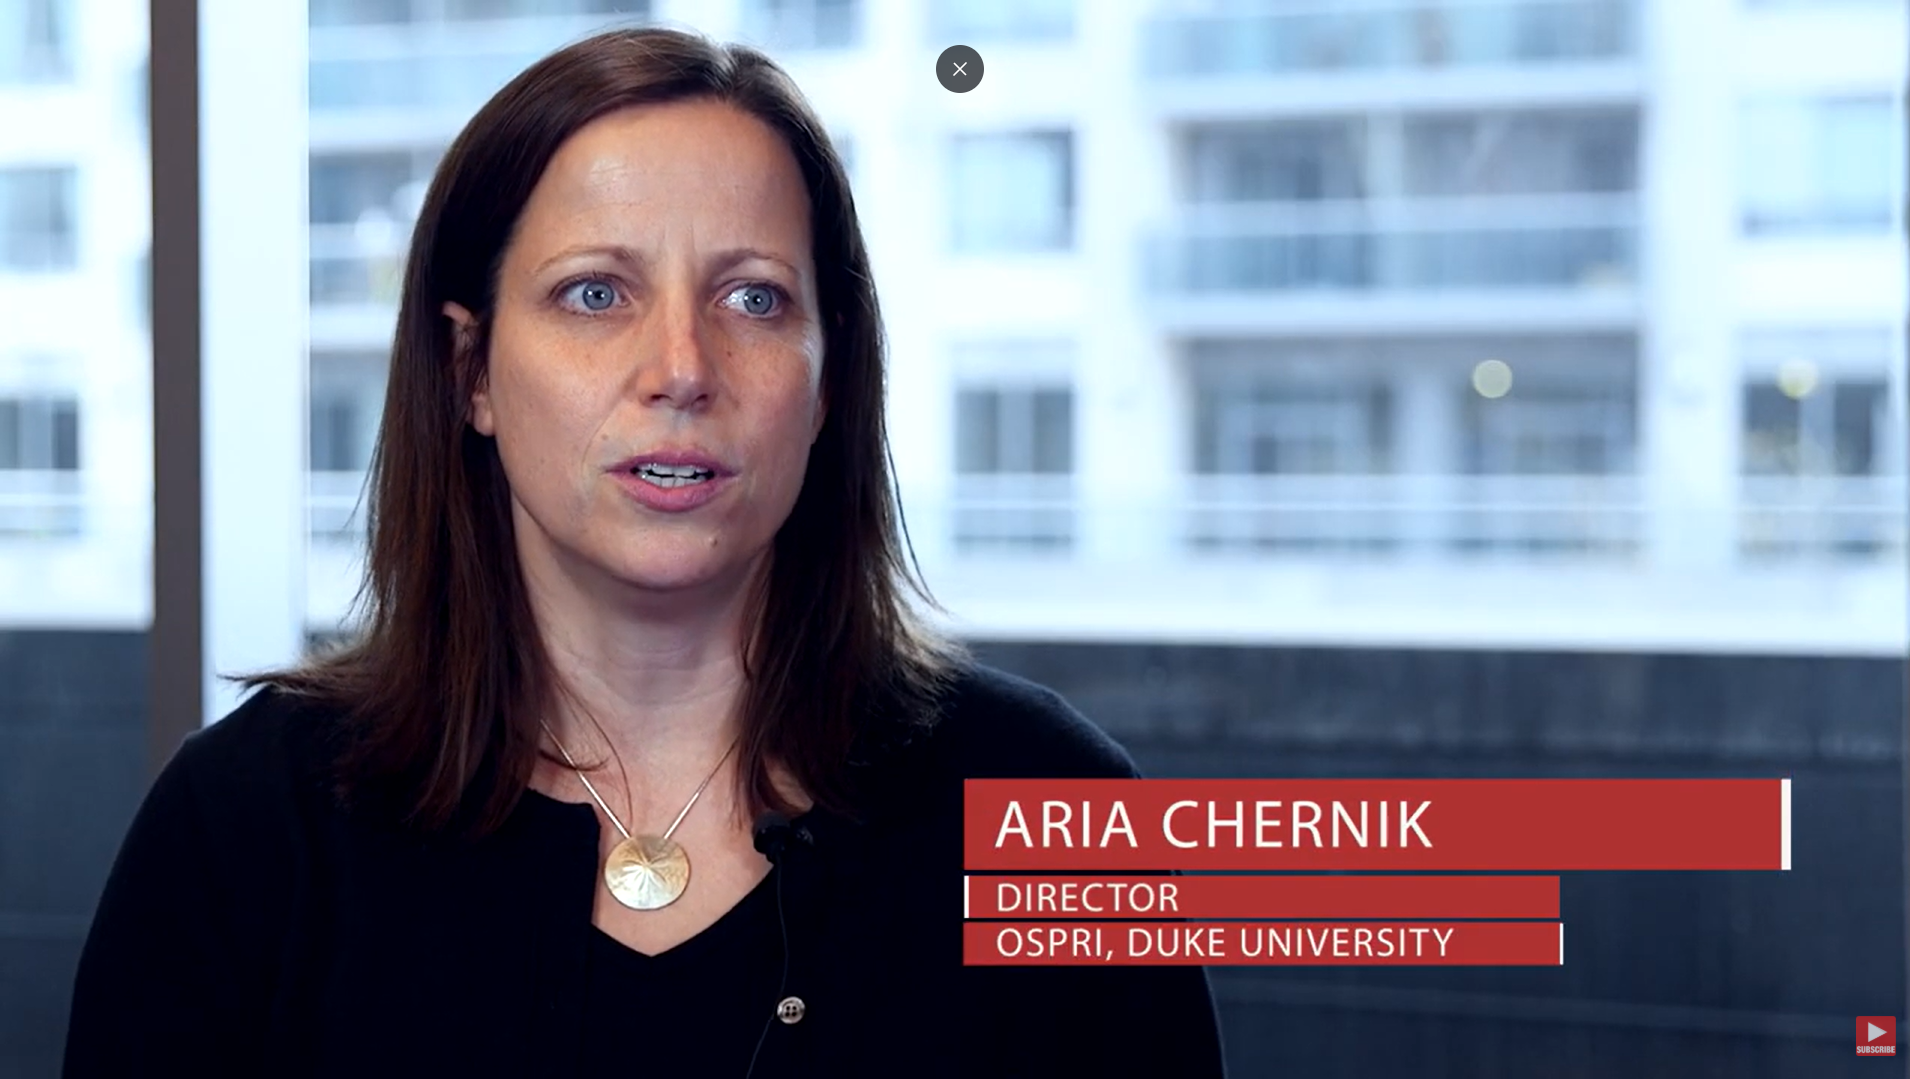 ARIA CHERNIK
DIRECTOR
OSPRI, DUKE UNIVERSITY
SUBSCRIBE